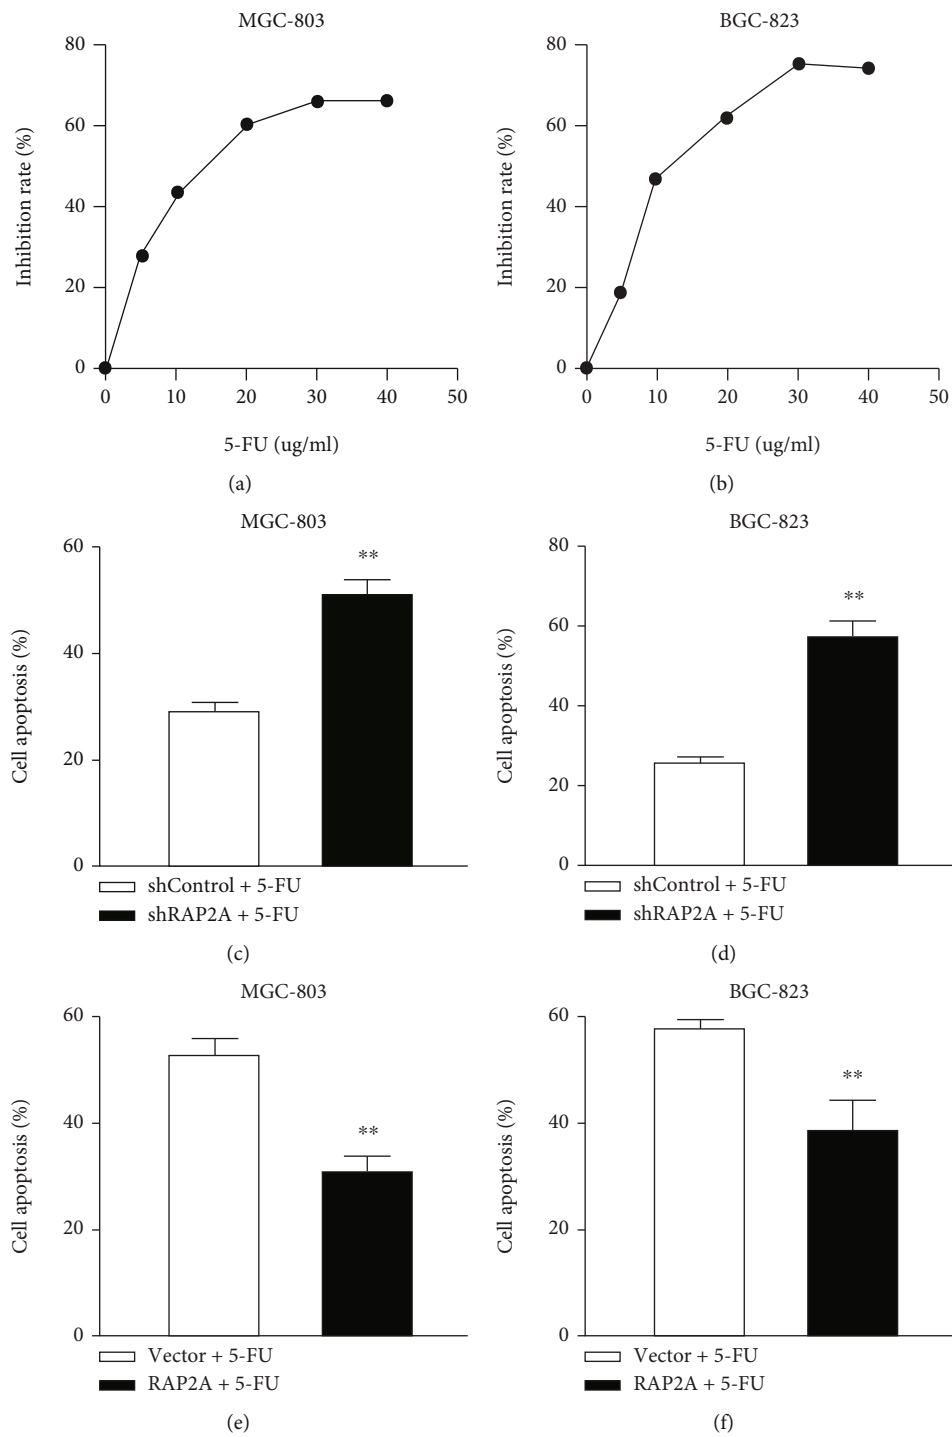 MGC-803
80
60
40
20
0
Inhibition rate (%)
0 10 20 30 40 50
5-FU (ug/ml)
(a)
BGC-823
80
60
40
20
0
Inhibition rate (%)
0 10 20 30 40 50
5-FU (ug/ml)
(b)
MGC-803
60
40
20
0
Cell apoptosis (%)
**
shControl + 5-FU
shRAP2A + 5-FU
(c)
BGC-823
80
60
40
20
0
Cell apoptosis (%)
**
shControl + 5-FU
shRAP2A + 5-FU
(d)
MGC-803
60
40
20
0
Cell apoptosis (%)
**
Vector + 5-FU
RAP2A + 5-FU
(e)
BGC-823
60
40
20
0
Cell apoptosis (%)
**
Vector + 5-FU
RAP2A + 5-FU
(f)